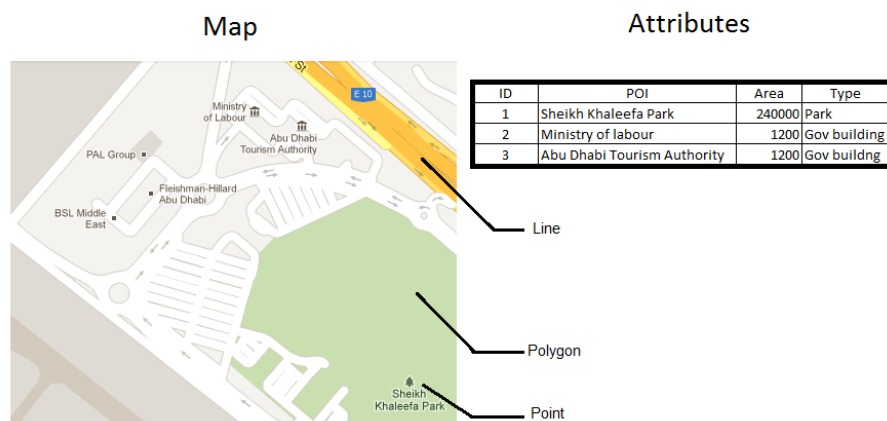 Map
Attributes
St
E 10
Ministry
of Labour
Abu Dhabi
Tourism Authority
PAL Group
Fleishman-Hillard
Abu Dhabi
BSL Middle
East
Sheikh
Khaleefa Park
Line
Polygon
Point
ID POI Area Type
1 Sheikh Khaleefa Park 240000 Park
2 Ministry of labour 1200 Gov building
3 Abu Dhabi Tourism Authority 1200 Gov buildng